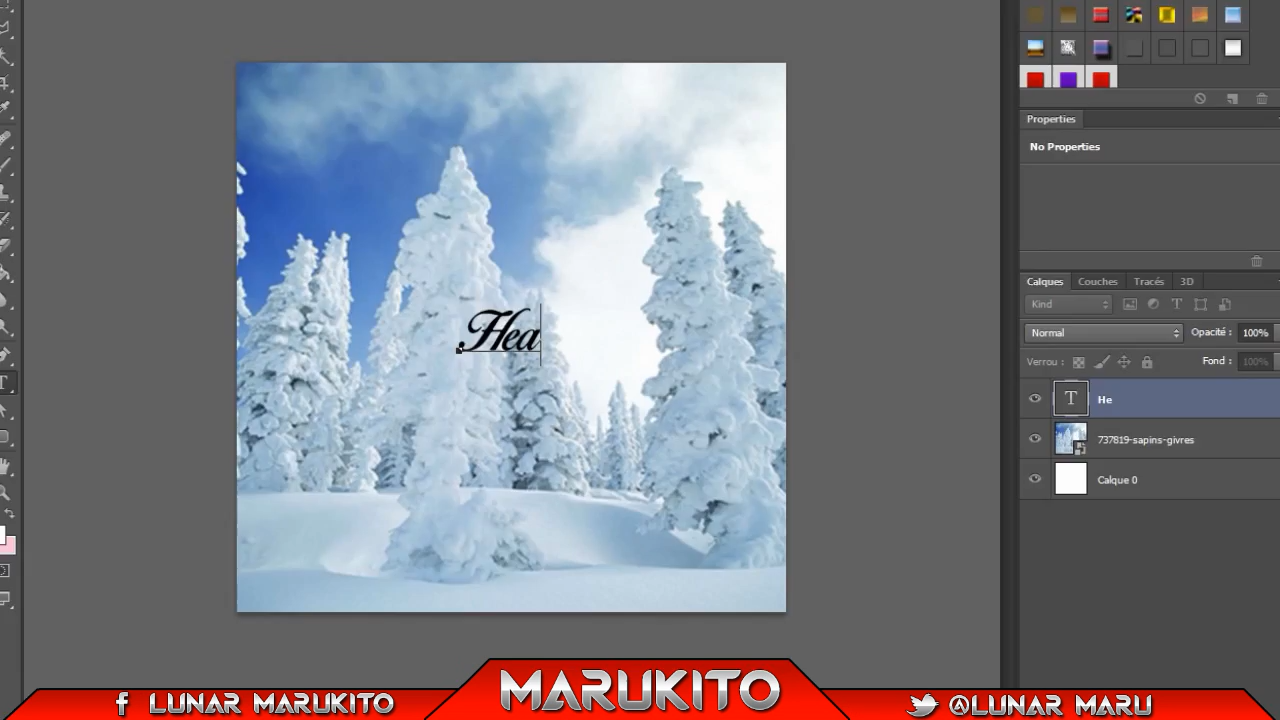 Properties
No Properties
Calques Couches Tracés 3D
Kind
Normal Opacité : 100%
Verrou : Fond : 100%
Hea
T He
737819-sapins-givres
Calque 0
MARUKITO
f LUNAR MARUKITO
@LUNAR MARU